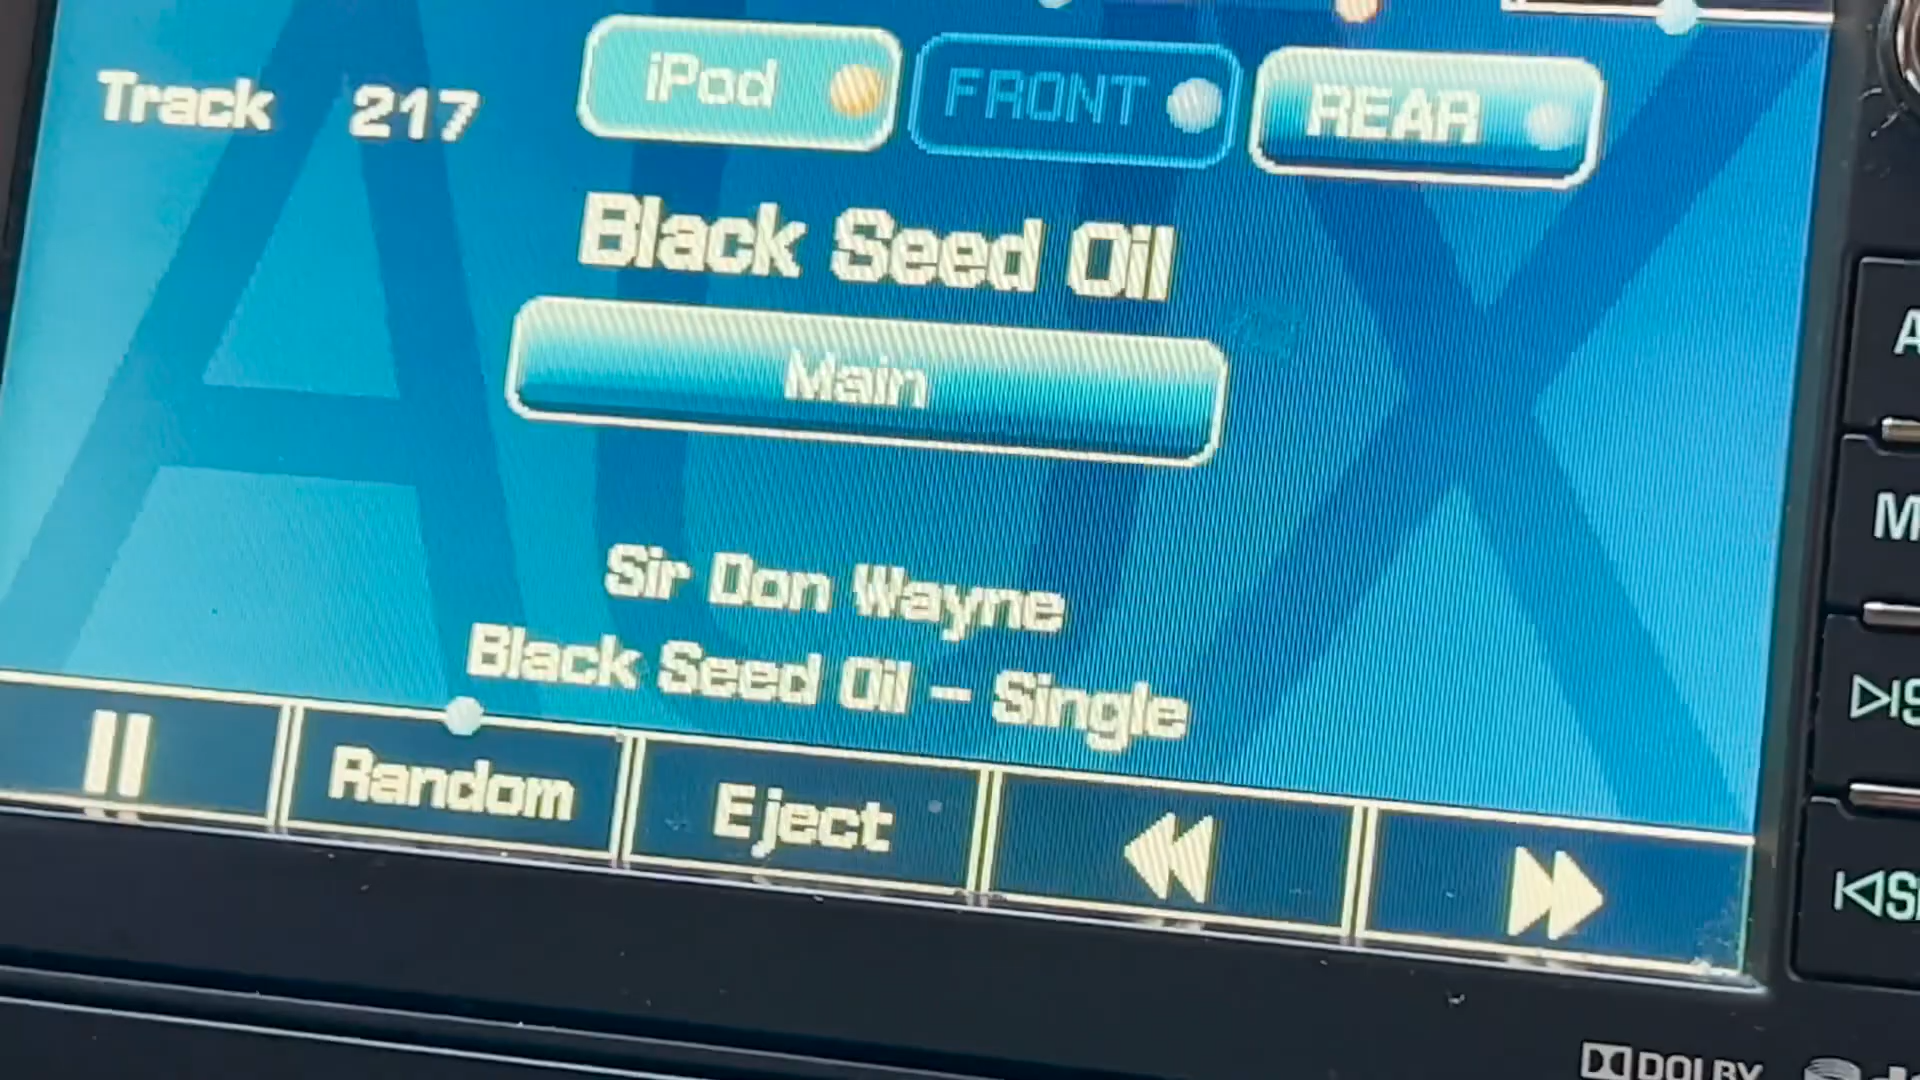 Track 217
iPod FRONT REAR
Black Seed Oil
Main
Sir Don Wayne
Black Seed Oil - Single
Random Eject
AUX
DOLBY